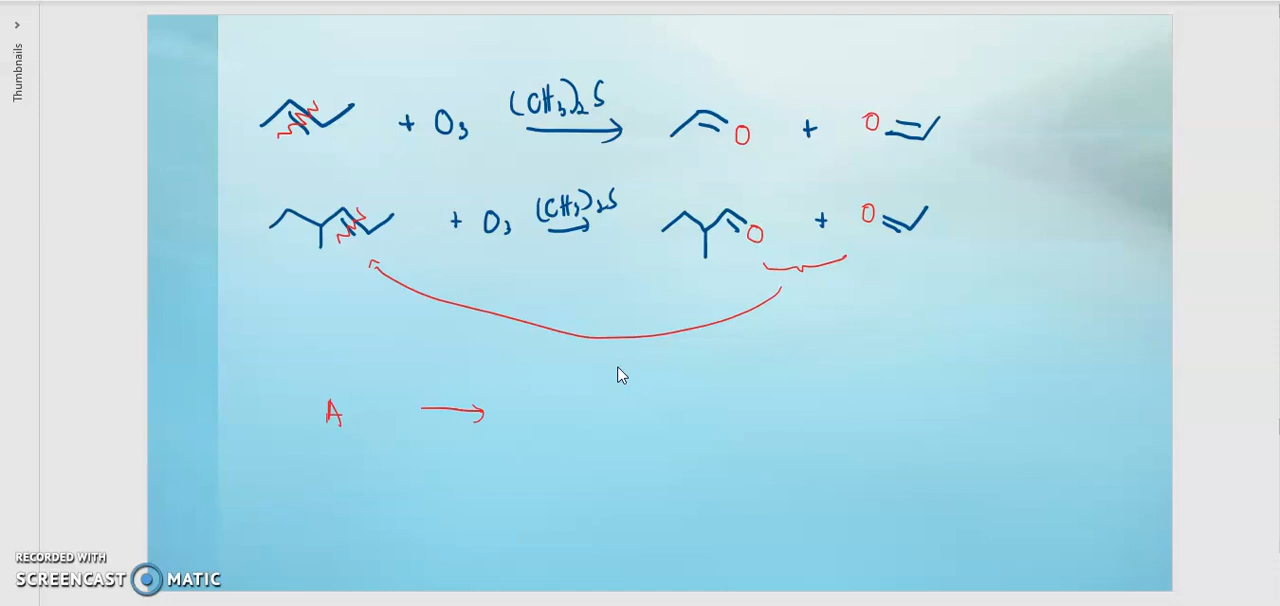 Thumbnails
+ O₃ (CH₃)₂S → O + O
+ O₃ (CH₃)₂S → O + O
A →
RECORDED WITH
SCREENCAST MATIC